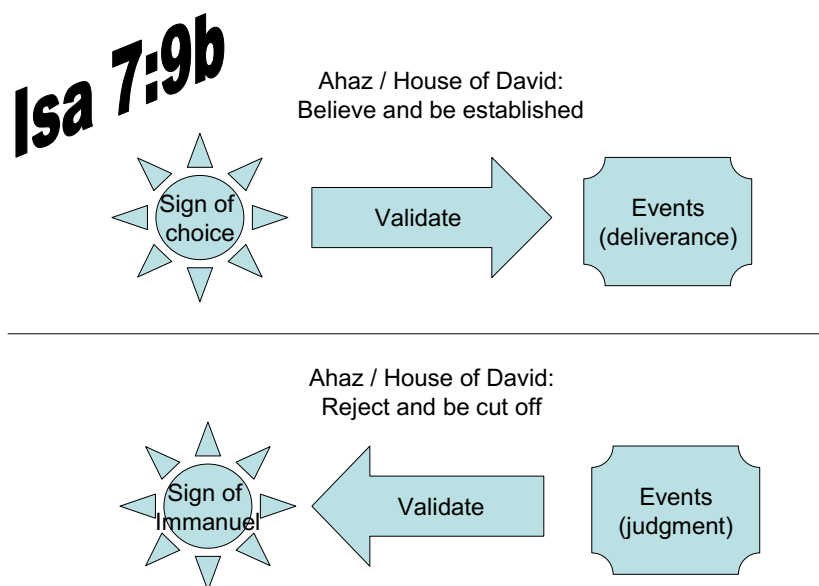 Isa 7:9b
Ahaz / House of David:
Believe and be established
Sign of
choice
Validate
Events
(deliverance)
Ahaz / House of David:
Reject and be cut off
Sign of
Immanuel
Validate
Events
(judgment)